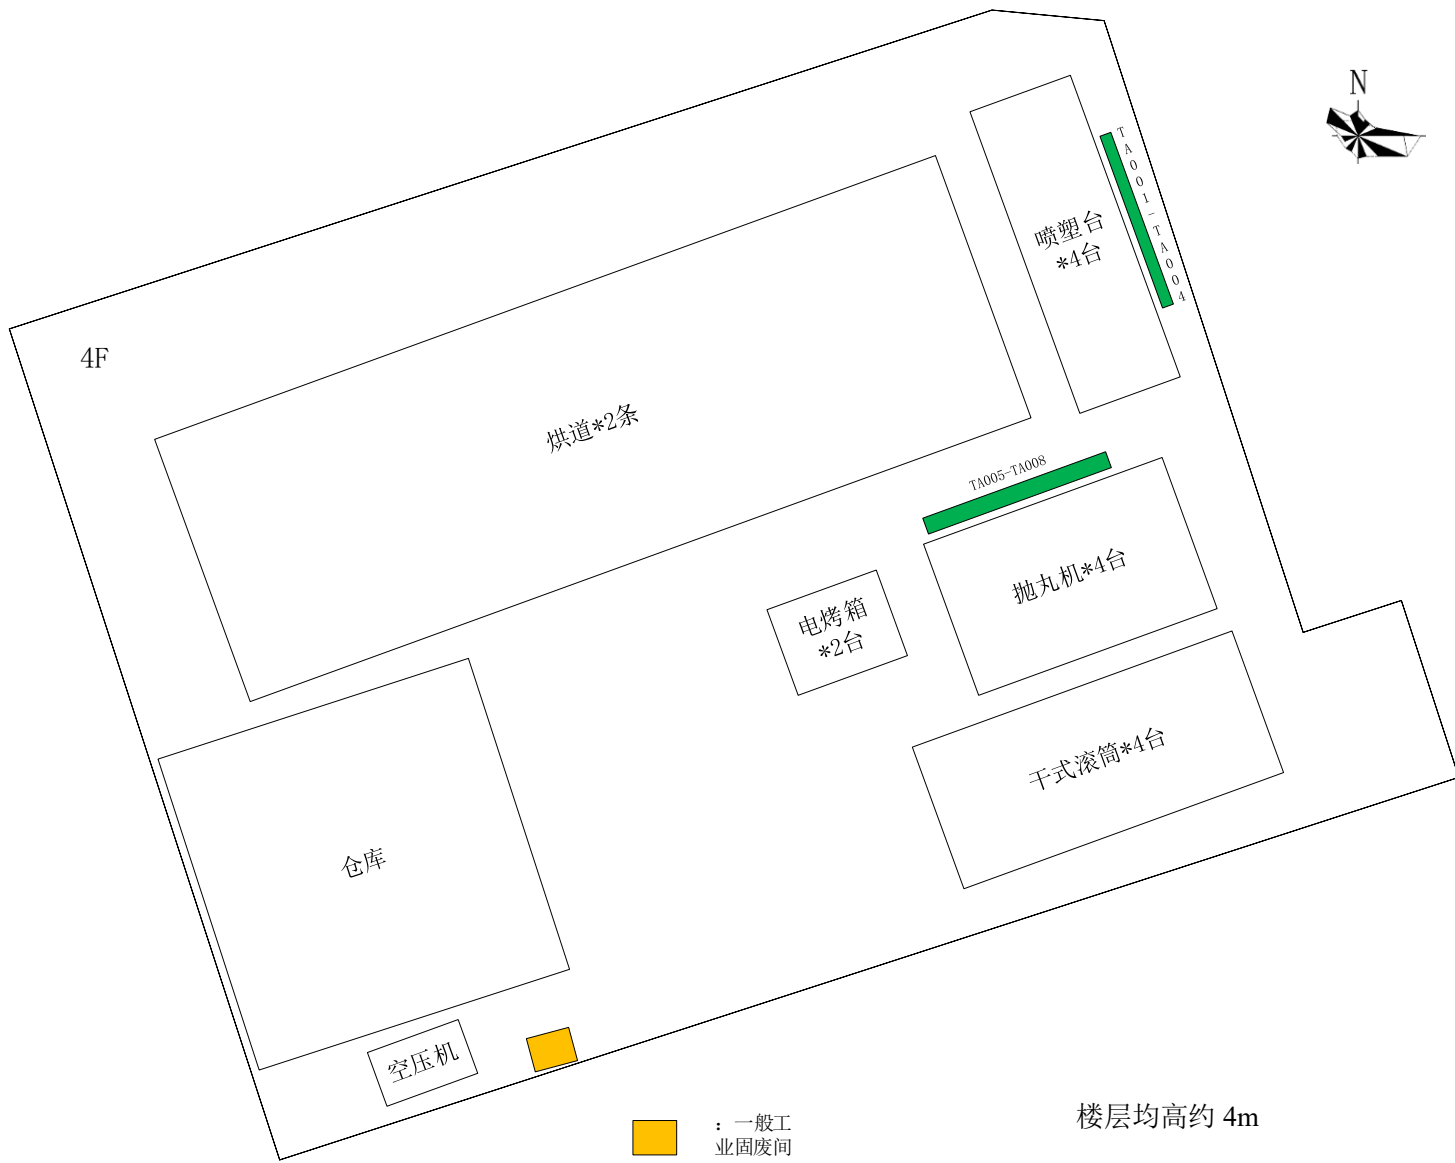 N
TA001-TA004
喷塑台
*4台
4F
烘道*2条
TA005-TA008
抛丸机*4台
电烤箱
*2台
干式滚筒*4台
仓库
空压机
：一般工
业固废间
楼层均高约 4m